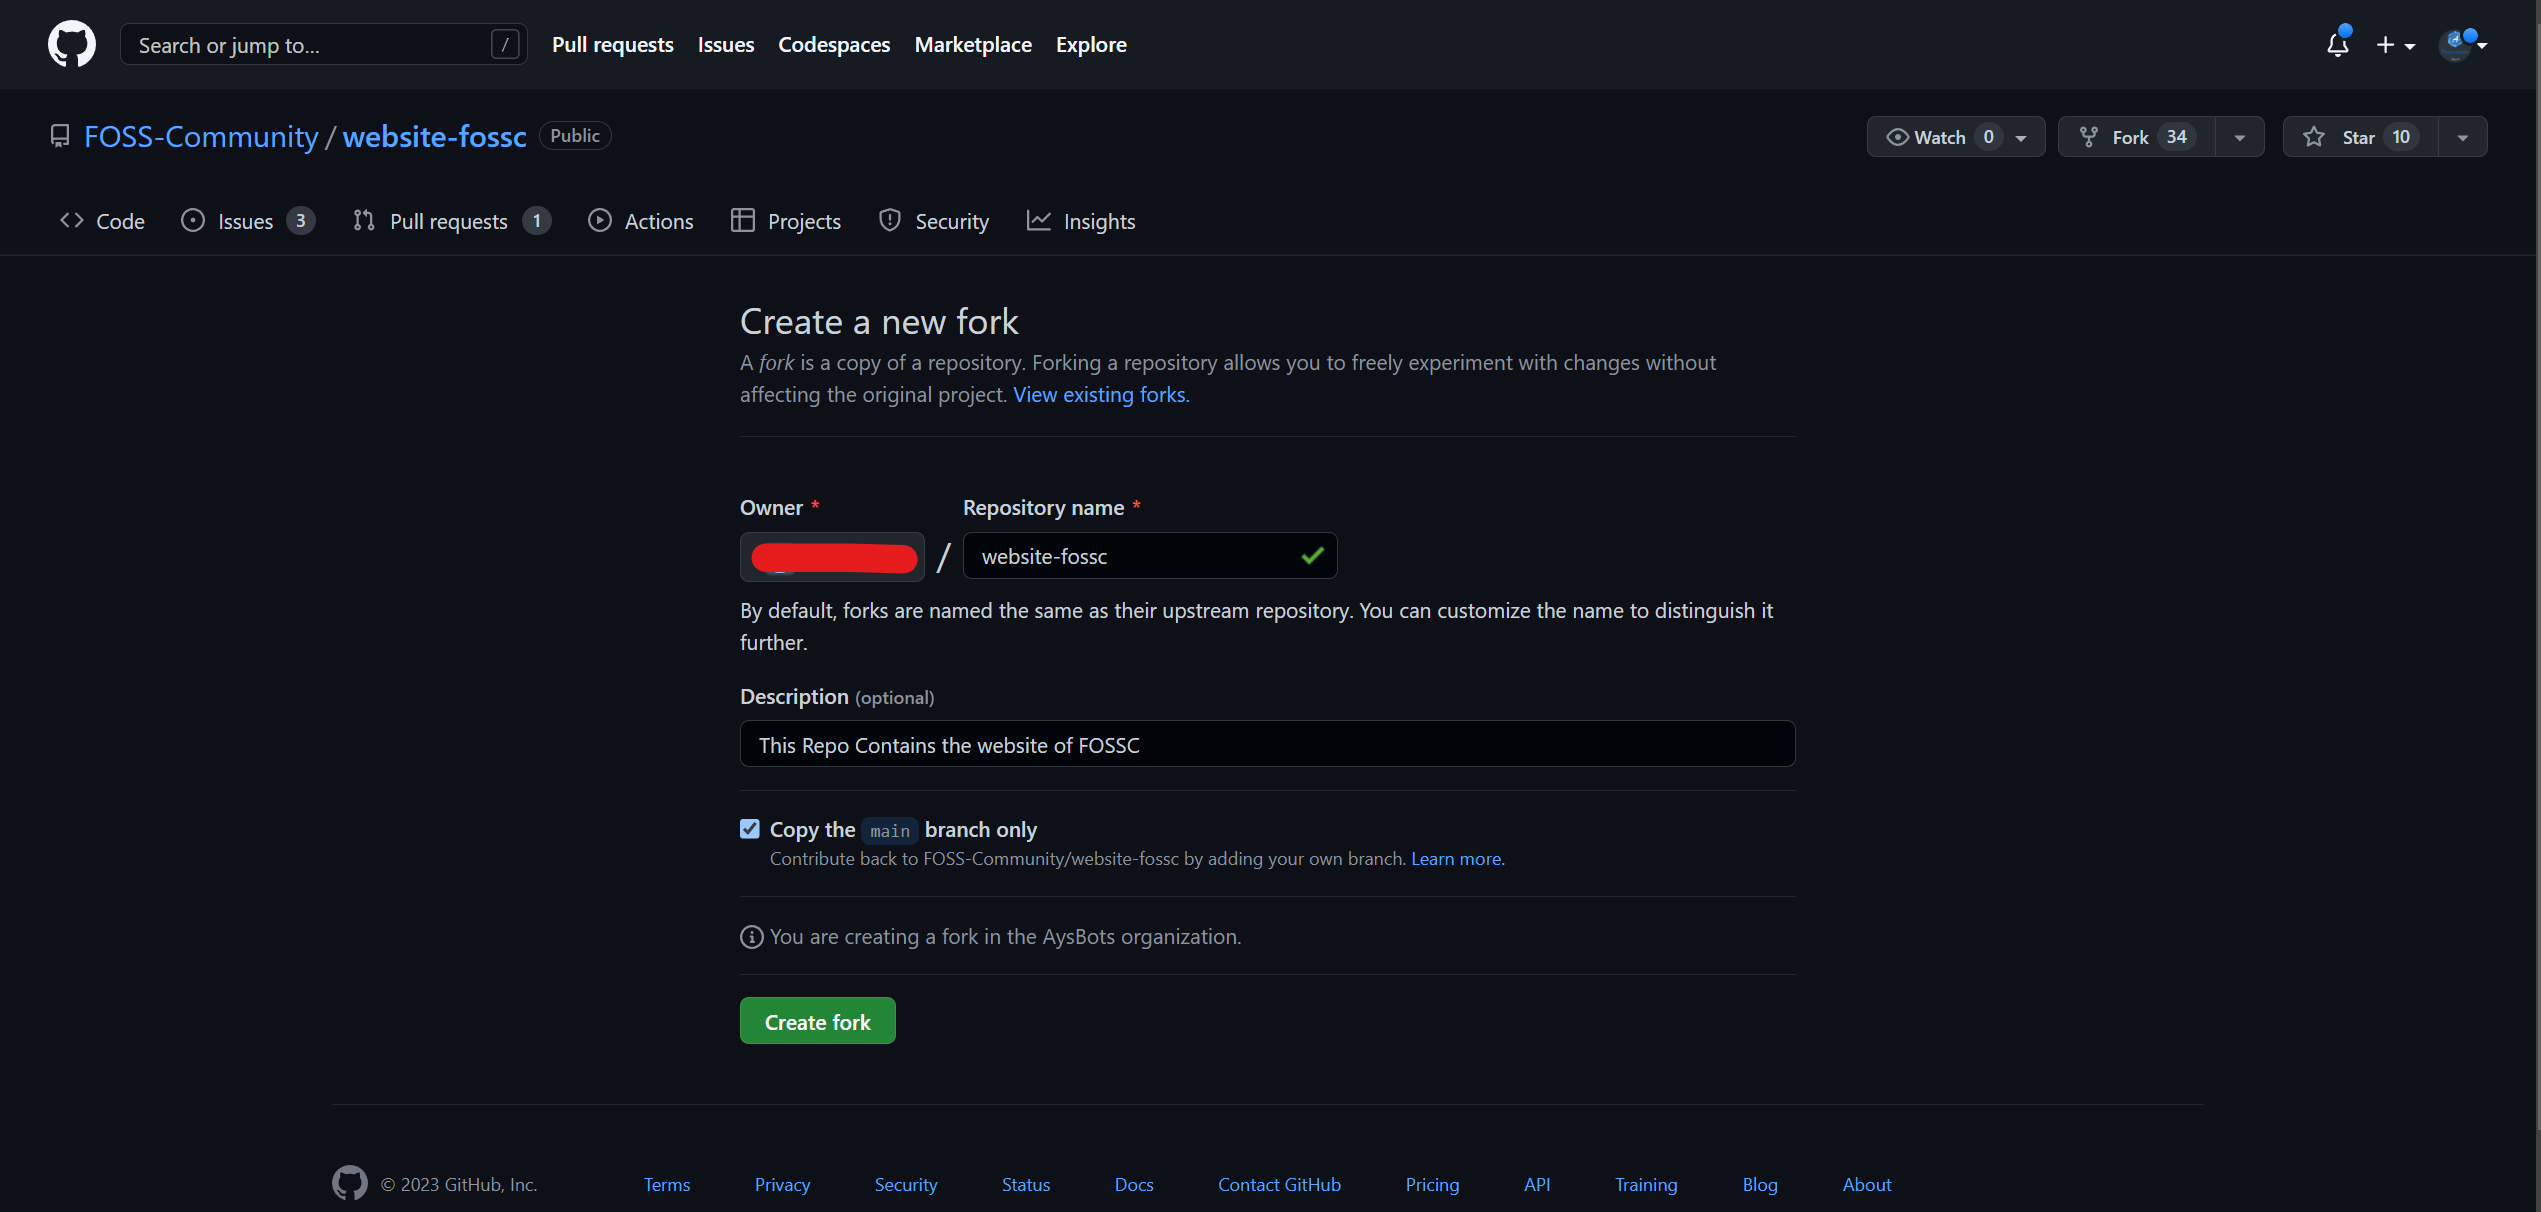 Search or jump to... /
Pull requests Issues Codespaces Marketplace Explore
FOSS-Community / website-fossc Public
Watch 0 Fork 34 Star 10
Code Issues 3 Pull requests 1 Actions Projects Security Insights
Create a new fork
A fork is a copy of a repository. Forking a repository allows you to freely experiment with changes without
affecting the original project. View existing forks.
Owner * Repository name *
/ website-fossc
By default, forks are named the same as their upstream repository. You can customize the name to distinguish it
further.
Description (optional)
This Repo Contains the website of FOSSC
Copy the main branch only
Contribute back to FOSS-Community/website-fossc by adding your own branch. Learn more.
You are creating a fork in the AysBots organization.
Create fork
© 2023 GitHub, Inc. Terms Privacy Security Status Docs Contact GitHub Pricing API Training Blog About